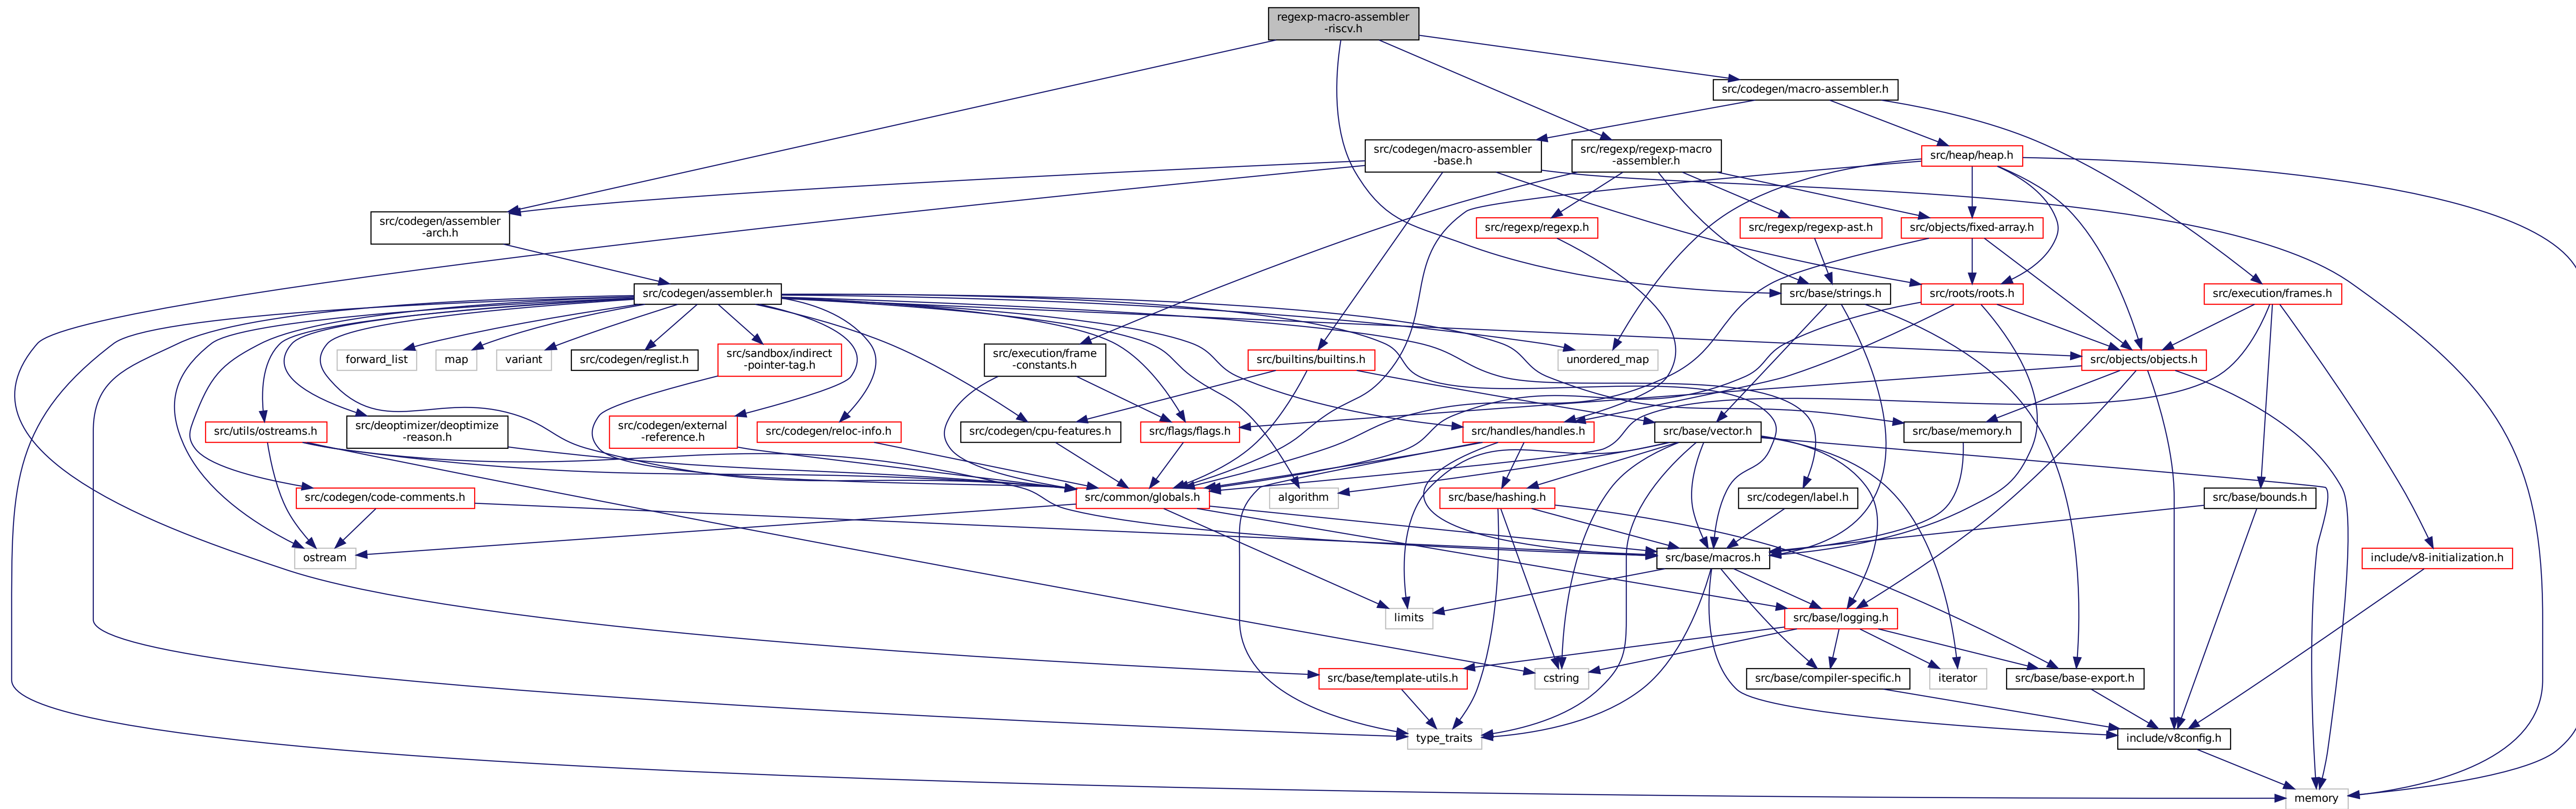 regexp-macro-assembler
-riscv.h
src/codegen/macro-assembler.h
src/codegen/macro-assembler
-base.h
src/regexp/regexp-macro
-assembler.h
src/heap/heap.h
src/codegen/assembler
-arch.h
src/regexp/regexp.h
src/regexp/regexp-ast.h
src/objects/fixed-array.h
src/codegen/assembler.h
src/base/strings.h
src/roots/roots.h
src/execution/frames.h
forward_list
map
variant
src/codegen/reglist.h
src/sandbox/indirect
-pointer-tag.h
src/execution/frame
-constants.h
src/builtins/builtins.h
unordered_map
src/objects/objects.h
src/utils/ostreams.h
src/deoptimizer/deoptimize
-reason.h
src/codegen/external
-reference.h
src/codegen/reloc-info.h
src/codegen/cpu-features.h
src/flags/flags.h
src/handles/handles.h
src/base/vector.h
src/base/memory.h
src/codegen/code-comments.h
src/common/globals.h
algorithm
src/base/hashing.h
src/codegen/label.h
src/base/bounds.h
ostream
src/base/macros.h
include/v8-initialization.h
limits
src/base/logging.h
src/base/template-utils.h
cstring
src/base/compiler-specific.h
iterator
src/base/base-export.h
type_traits
include/v8config.h
memory